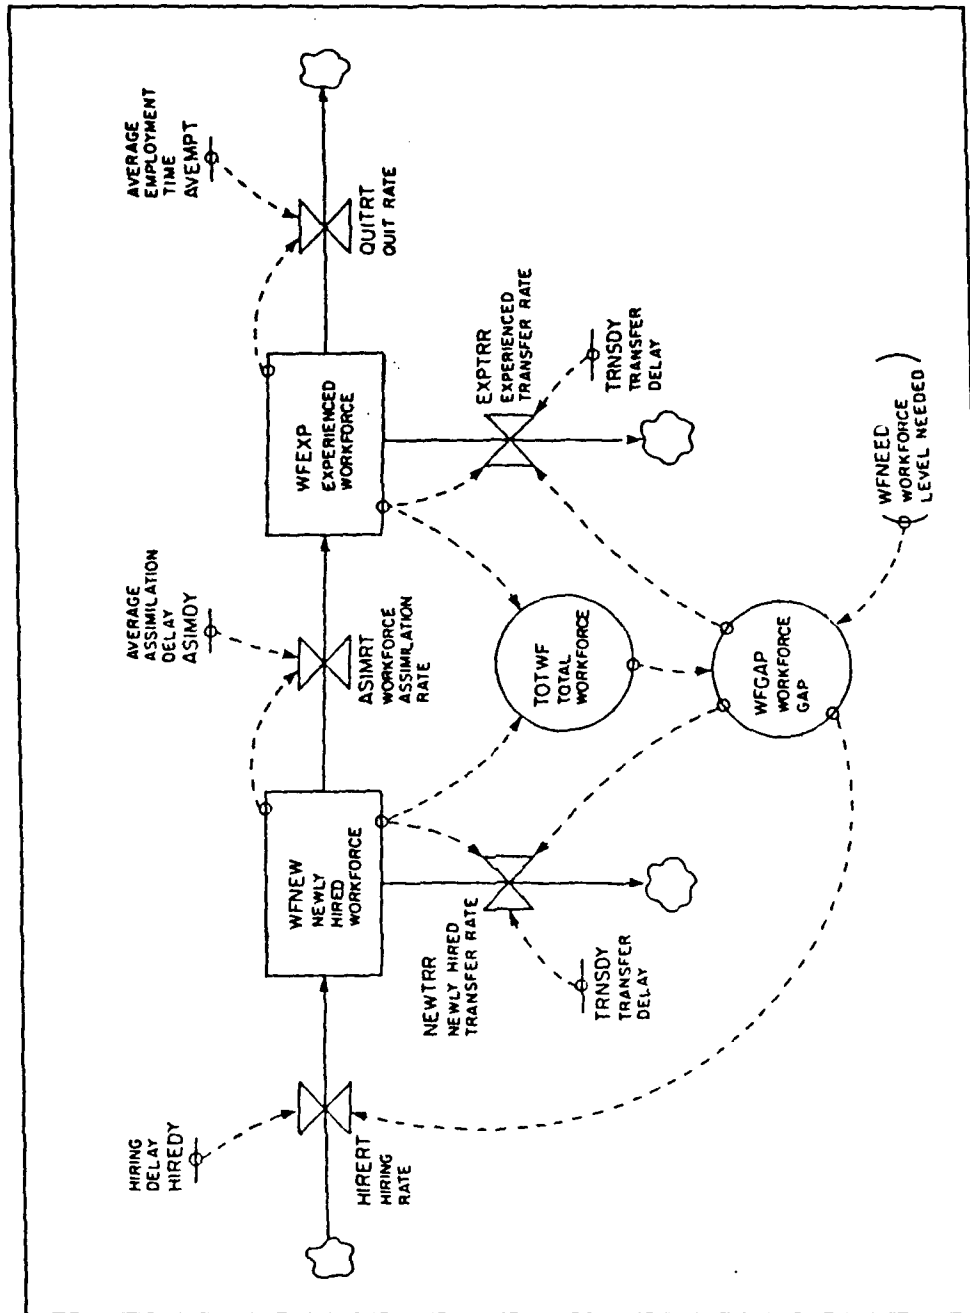 HIRING
DELAY
HIREDY
AVERAGE
ASSIMILATION
DELAY
ASIMDY
AVERAGE
EMPLOYMENT
TIME
AVEMPT
HIRERT
HIRING
RATE
WFNEW
NEWLY
HIRED
WORKFORCE
ASIMRT
WORKFORCE
ASSIMILATION
RATE
WFEXP
EXPERIENCED
WORKFORCE
QUITRT
QUIT RATE
NEWTRR
NEWLY HIRED
TRANSFER RATE
EXPTRR
EXPERIENCED
TRANSFER RATE
TRNSDY
TRANSFER
DELAY
TOTWF
TOTAL
WORKFORCE
TRNSDY
TRANSFER
DELAY
WFGAP
WORKFORCE
GAP
WFNEED
WORKFORCE
LEVEL NEEDED